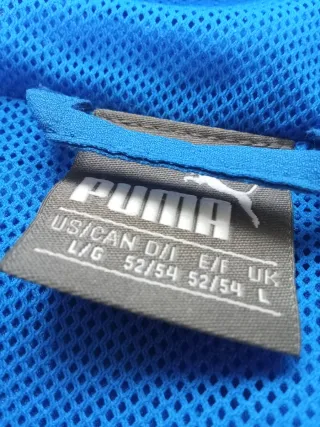 PUMA
US/CAN D/I E/F UK
L/G 52/54 52/54 L